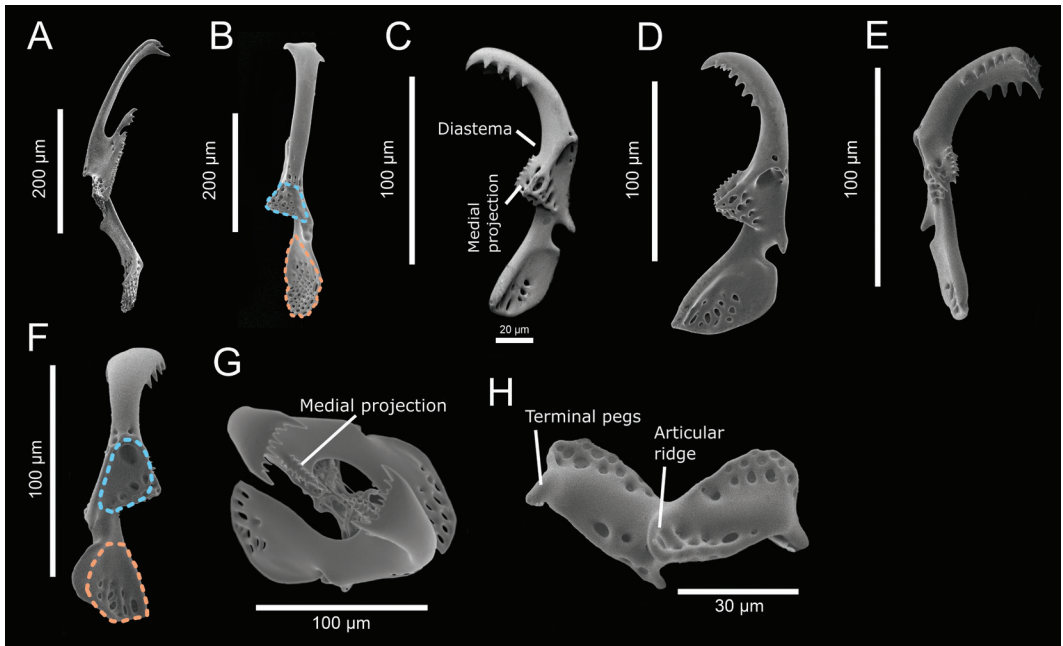 A
B
C
D
E
200 µm
200 µm
100 µm
Diastema
Medial
projection
20 µm
100 µm
100 µm
F
100 µm
G
Medial projection
100 µm
H
Terminal pegs
Articular
ridge
30 µm